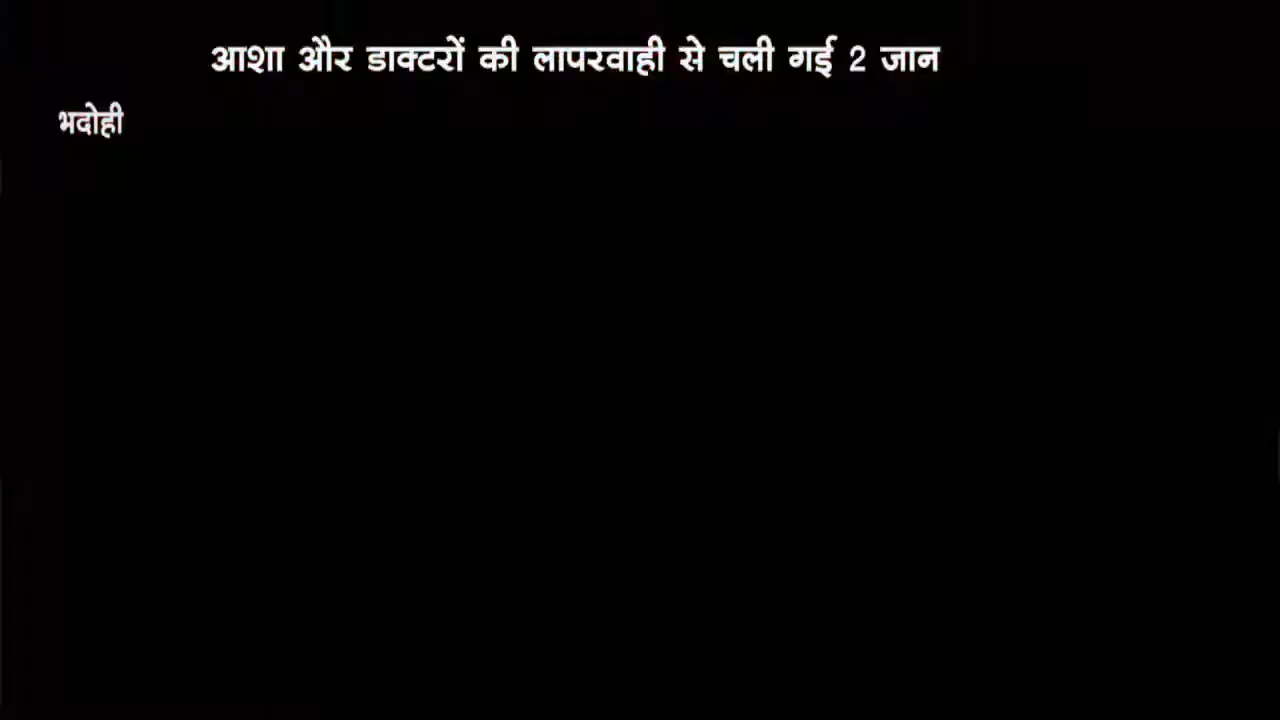 आशा और डाक्टरों की लापरवाही से चली गई 2 जान
भदोही